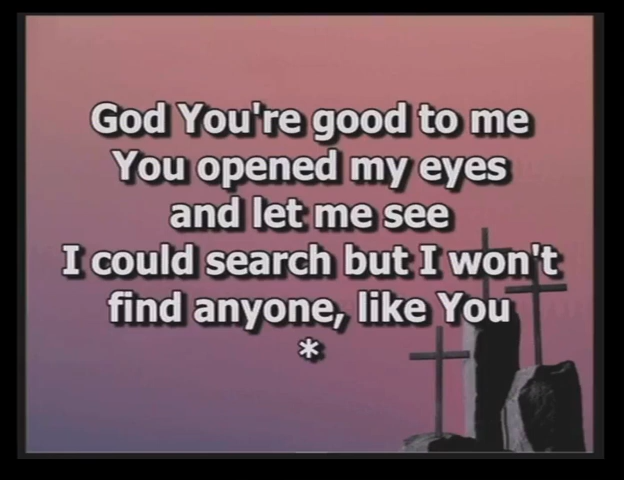 God You're good to me
You opened my eyes
and let me see
I could search but I won't
find anyone, like You
*